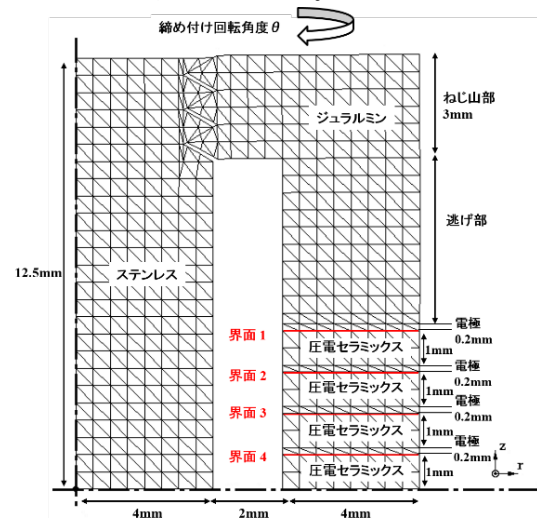 締め付け回転角度θ
ジュラルミン
ねじ山部
3mm
逃げ部
12.5mm
ステンレス
界面 1
圧電セラミックス
1mm
電極
0.2mm
界面 2
圧電セラミックス
1mm
電極
0.2mm
界面 3
圧電セラミックス
1mm
電極
0.2mm
界面 4
圧電セラミックス
1mm
電極
0.2mm
z
r
4mm
2mm
4mm